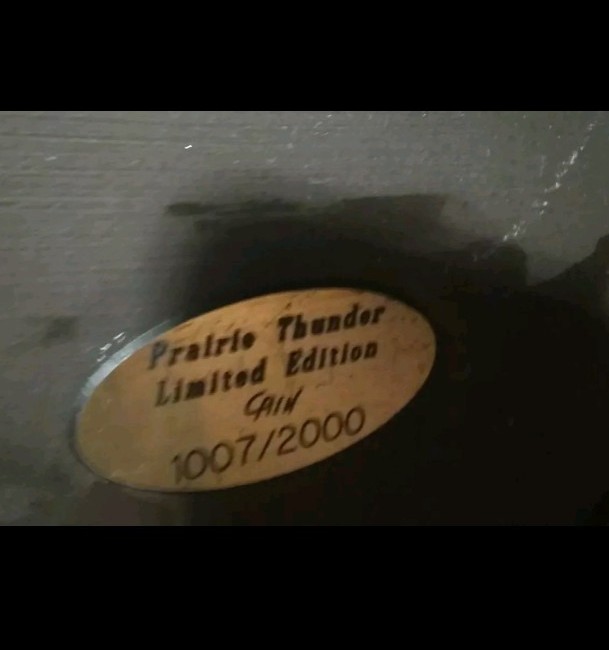 Prairie Thunder
Limited Edition
CAIN
1007/2000